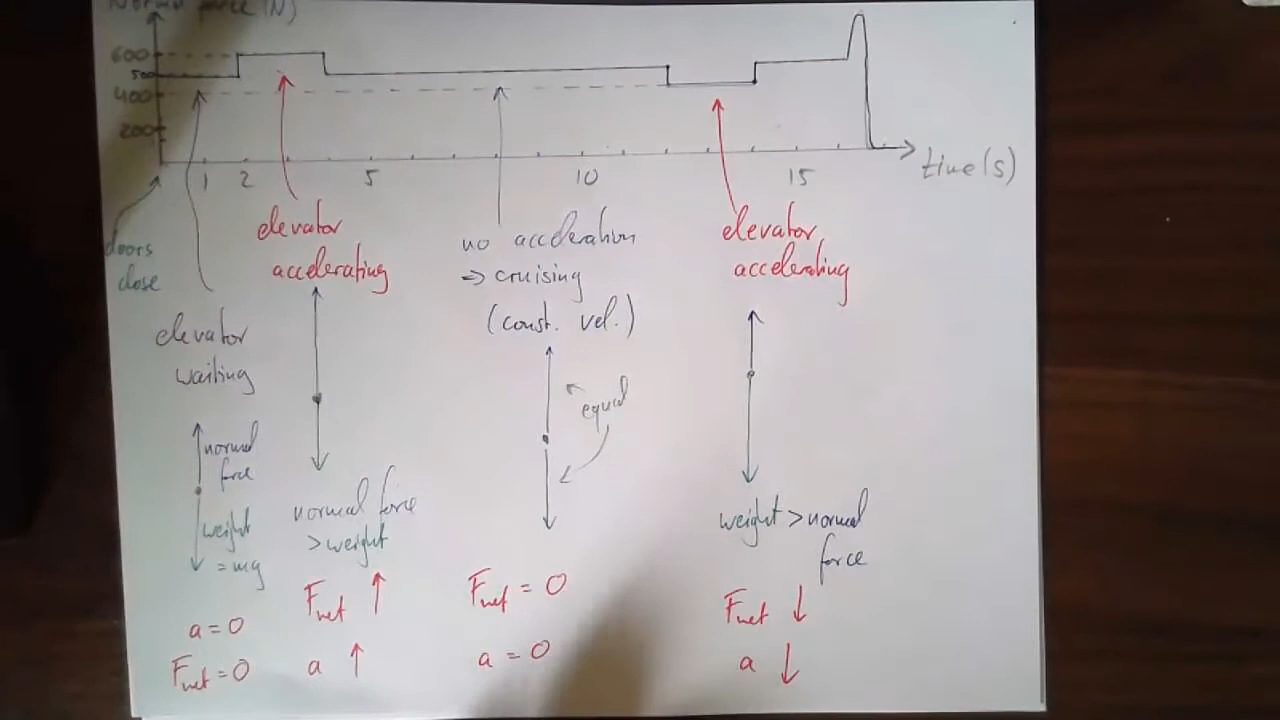 Normal force (N)
600
500
400
200
1 2 5 10 15
time (s)
doors
close
elevator
waiting
normal
force
weight
= mg
a = 0
Fnet = 0
elevator
accelerating
normal force
> weight
Fnet ↑
a ↑
no acceleration
⇒ cruising
(const. vel.)
equal
Fnet = 0
a = 0
elevator
accelerating
weight > normal
force
Fnet ↓
a ↓